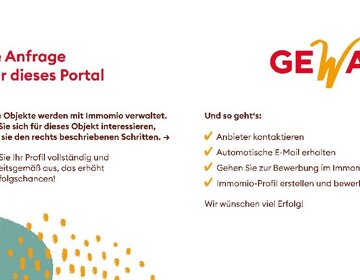 e Anfrage
r dieses Portal
GEWA
e Objekte werden mit Immomio verwaltet.
Sie sich für dieses Objekt interessieren,
sie den rechts beschriebenen Schritten. →
Sie Ihr Profil vollständig und
eitsgemäß aus, das erhöht
folgschancen!
Und so geht's:
✓ Anbieter kontaktieren
✓ Automatische E-Mail erhalten
✓ Gehen Sie zur Bewerbung im Immom
✓ Immomio-Profil erstellen und bewerb
Wir wünschen viel Erfolg!